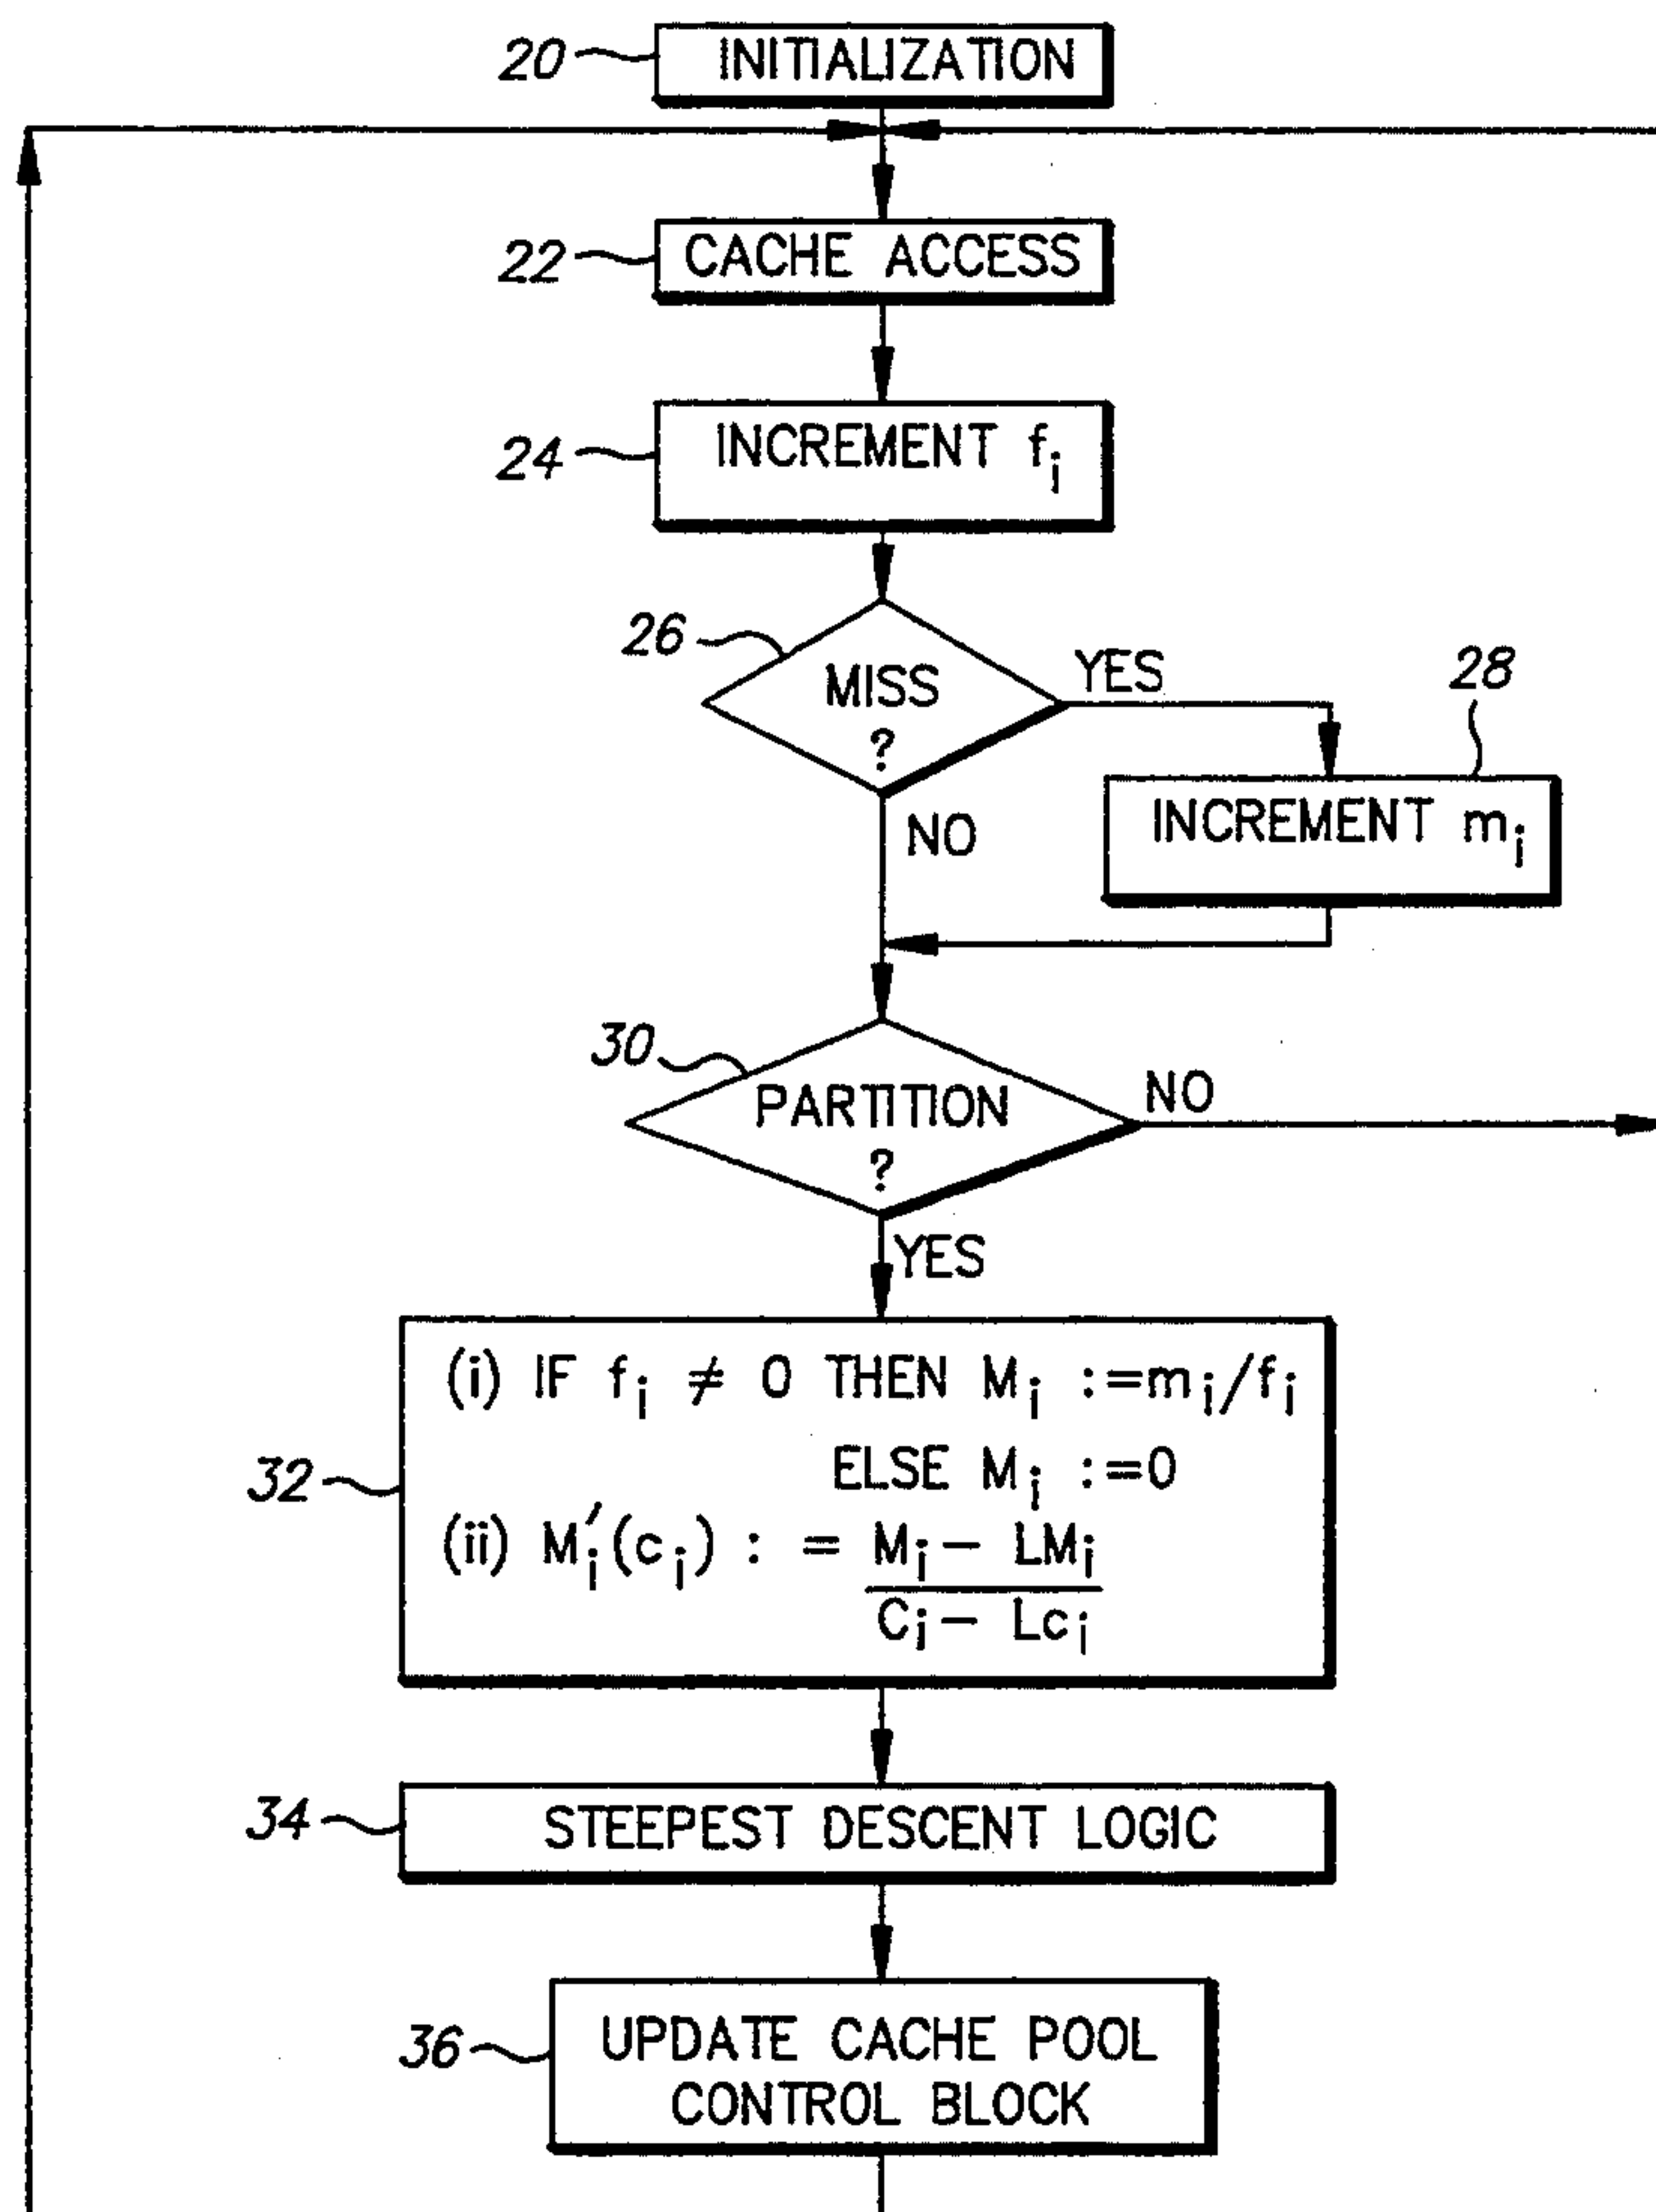 20 INITIALIZATION
22 CACHE ACCESS
24 INCREMENT fᵢ
26 MISS
?
YES
28
NO
INCREMENT mᵢ
30 PARTITION
?
NO
YES
32
(i) IF fᵢ ≠ 0 THEN Mᵢ :=mᵢ/fᵢ
ELSE Mᵢ :=0
(ii) Mᵢ′(cᵢ) : = Mᵢ − LMᵢ
Cᵢ − Lcᵢ
34 STEEPEST DESCENT LOGIC
36 UPDATE CACHE POOL
CONTROL BLOCK